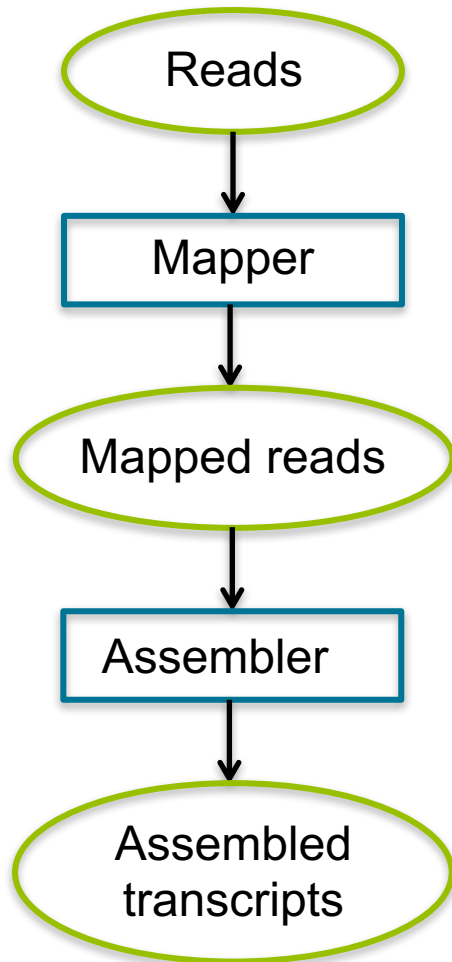 Reads
Mapper
Mapped reads
Assembler
Assembled
transcripts